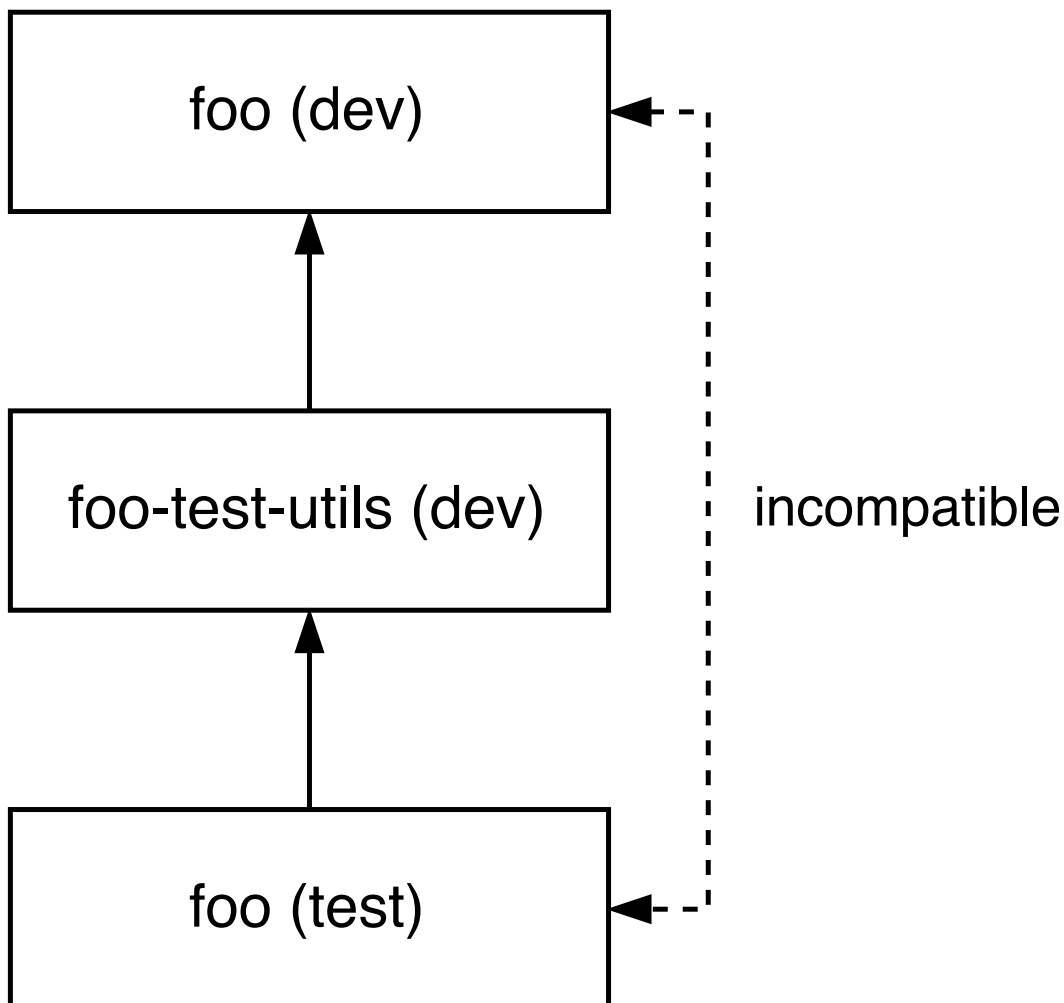 foo (dev)
foo-test-utils (dev)
incompatible
foo (test)